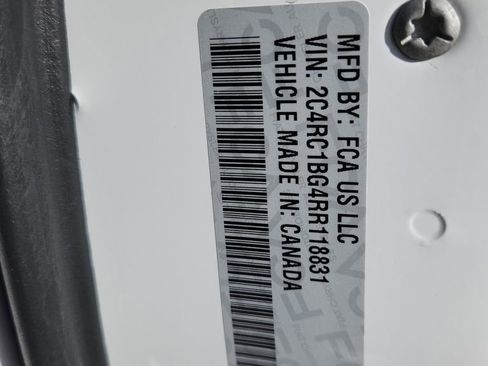 MFD BY: FCA US LLC
VIN: 2C4RC1BG4RR118831
VEHICLE MADE IN: CANADA